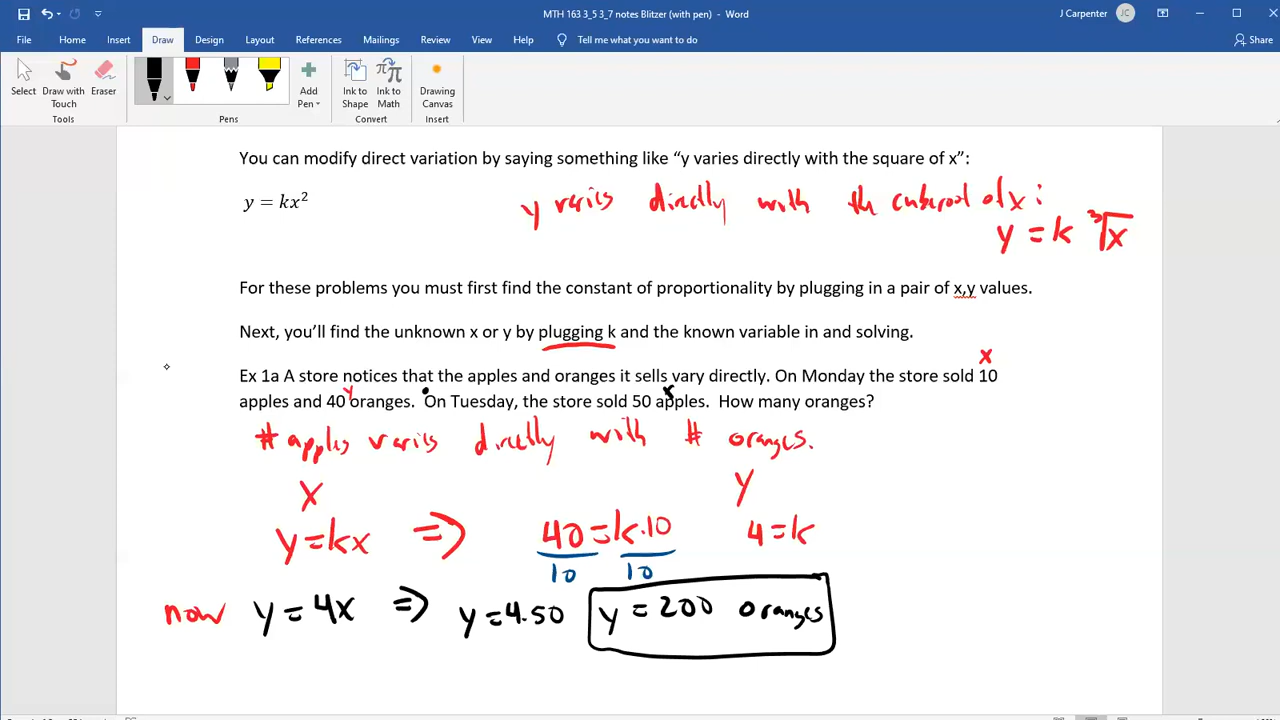 MTH 163 3_5 3_7 notes Blitzer (with pen) - Word
J Carpenter JC
File Home Insert Draw Design Layout References Mailings Review View Help Tell me what you want to do Share
Select Draw with Touch Eraser Add Pen Ink to Shape Ink to Math Drawing Canvas
Tools Pens Convert Insert
You can modify direct variation by saying something like “y varies directly with the square of x”:
y = kx²
y varies directly with the cuberoot of x :
y = k ∛x
For these problems you must first find the constant of proportionality by plugging in a pair of x,y values.
Next, you’ll find the unknown x or y by plugging k and the known variable in and solving.
x
Ex 1a A store notices that the apples and oranges it sells vary directly. On Monday the store sold 10
y x
apples and 40 oranges. On Tuesday, the store sold 50 apples. How many oranges?
# apples varies directly with # oranges.
x y
y=kx => 40=k·10 4=k
10 10
now y=4x => y=4·50 y=200 oranges